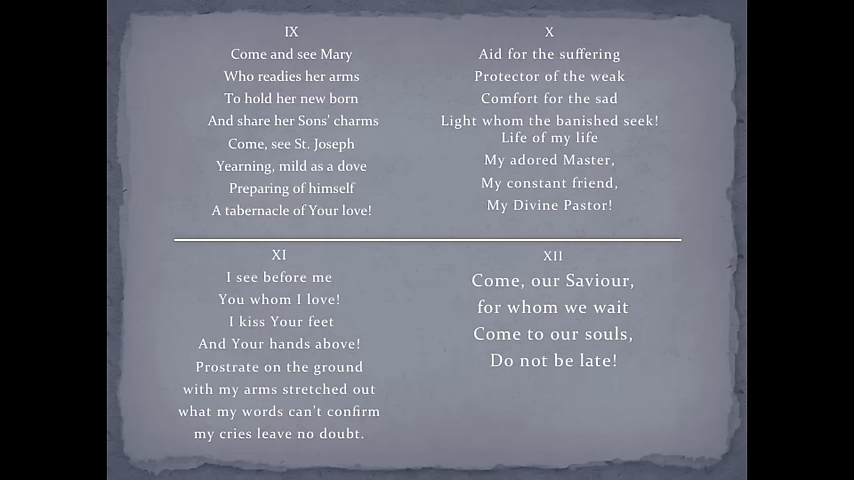 IX
Come and see Mary
Who readies her arms
To hold her new born
And share her Sons' charms
Come, see St. Joseph
Yearning, mild as a dove
Preparing of himself
A tabernacle of Your love!
X
Aid for the suffering
Protector of the weak
Comfort for the sad
Light whom the banished seek!
Life of my life
My adored Master,
My constant friend,
My Divine Pastor!
XI
I see before me
You whom I love!
I kiss Your feet
And Your hands above!
Prostrate on the ground
with my arms stretched out
what my words can't confirm
my cries leave no doubt.
XII
Come, our Saviour,
for whom we wait
Come to our souls,
Do not be late!